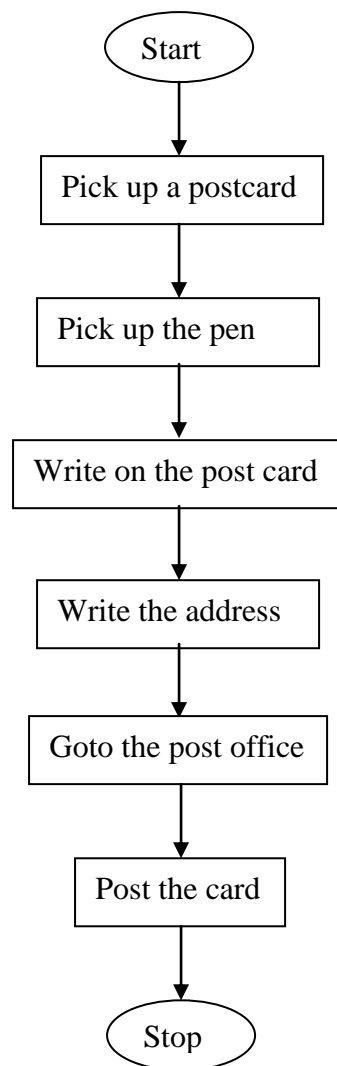 Start
Pick up a postcard
Pick up the pen
Write on the post card
Write the address
Goto the post office
Post the card
Stop